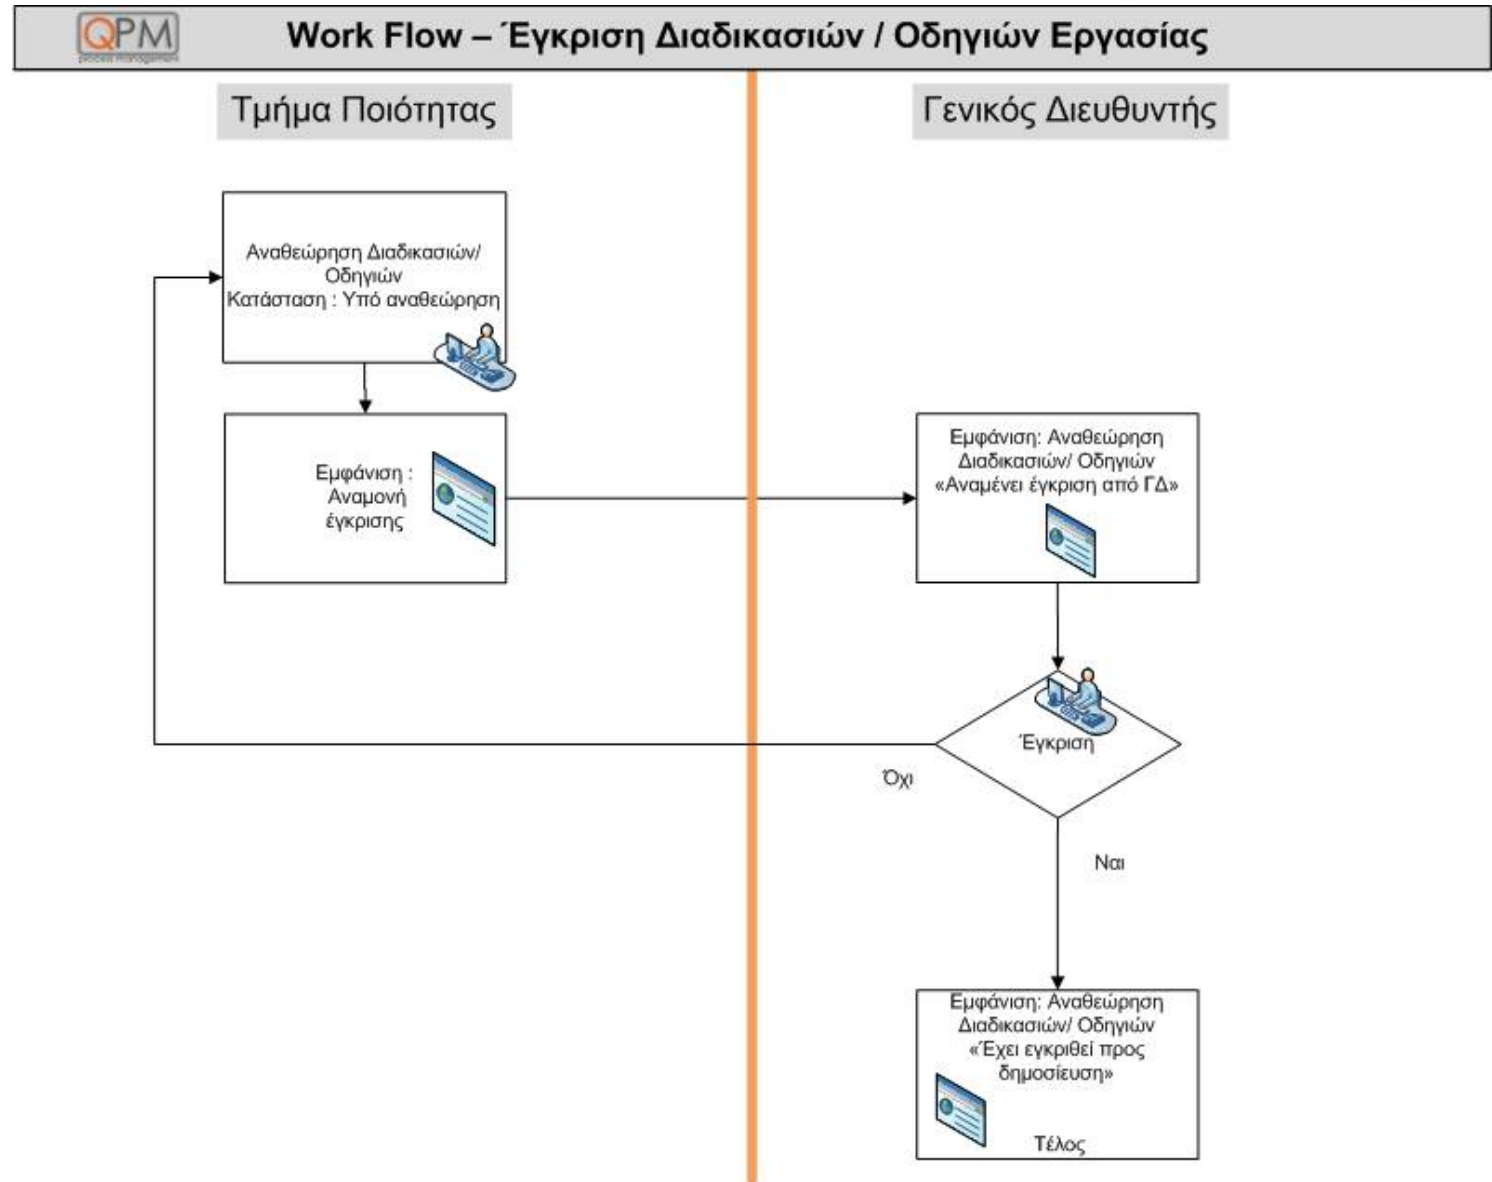 QPM
process management
Work Flow – Έγκριση Διαδικασιών / Οδηγιών Εργασίας
Τμήμα Ποιότητας
Γενικός Διευθυντής
Αναθεώρηση Διαδικασιών/
Οδηγιών
Κατάσταση : Υπό αναθεώρηση
Εμφάνιση :
Αναμονή
έγκρισης
Εμφάνιση: Αναθεώρηση
Διαδικασιών/ Οδηγιών
«Αναμένει έγκριση από ΓΔ»
Έγκριση
Όχι
Ναι
Εμφάνιση: Αναθεώρηση
Διαδικασιών/ Οδηγιών
«Έχει εγκριθεί προς
δημοσίευση»
Τέλος